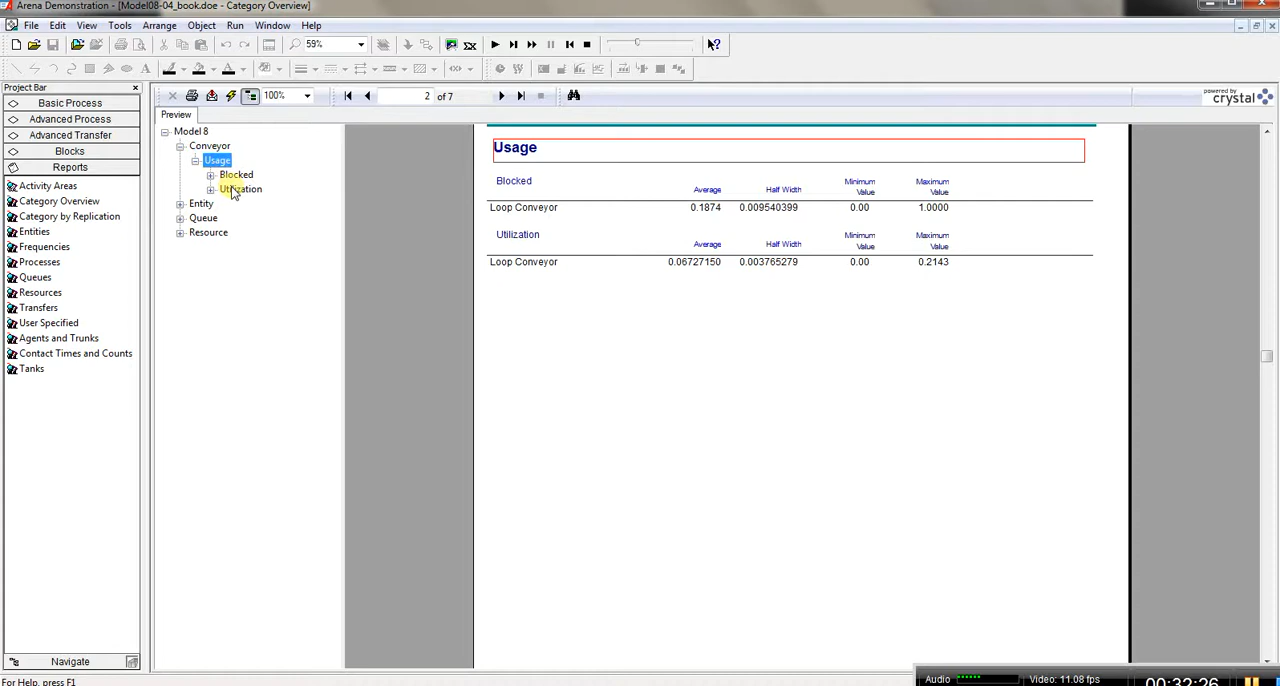 Arena Demonstration - [Model08-04_book.doe - Category Overview]
File Edit View Tools Arrange Object Run Window Help
59%
Project Bar
Basic Process
Advanced Process
Advanced Transfer
Blocks
Reports
Activity Areas
Category Overview
Category by Replication
Entities
Frequencies
Processes
Queues
Resources
Transfers
User Specified
Agents and Trunks
Contact Times and Counts
Tanks
Navigate
100% 2 of 7
powered by
crystal
Preview
Model 8
Conveyor
Usage
Blocked
Utilization
Entity
Queue
Resource
Usage
Blocked Average Half Width Minimum Value Maximum Value
Loop Conveyor 0.1874 0.009540399 0.00 1.0000
Utilization Average Half Width Minimum Value Maximum Value
Loop Conveyor 0.06727150 0.003765279 0.00 0.2143
For Help, press F1
Audio Video: 11.08 fps 00:32:26